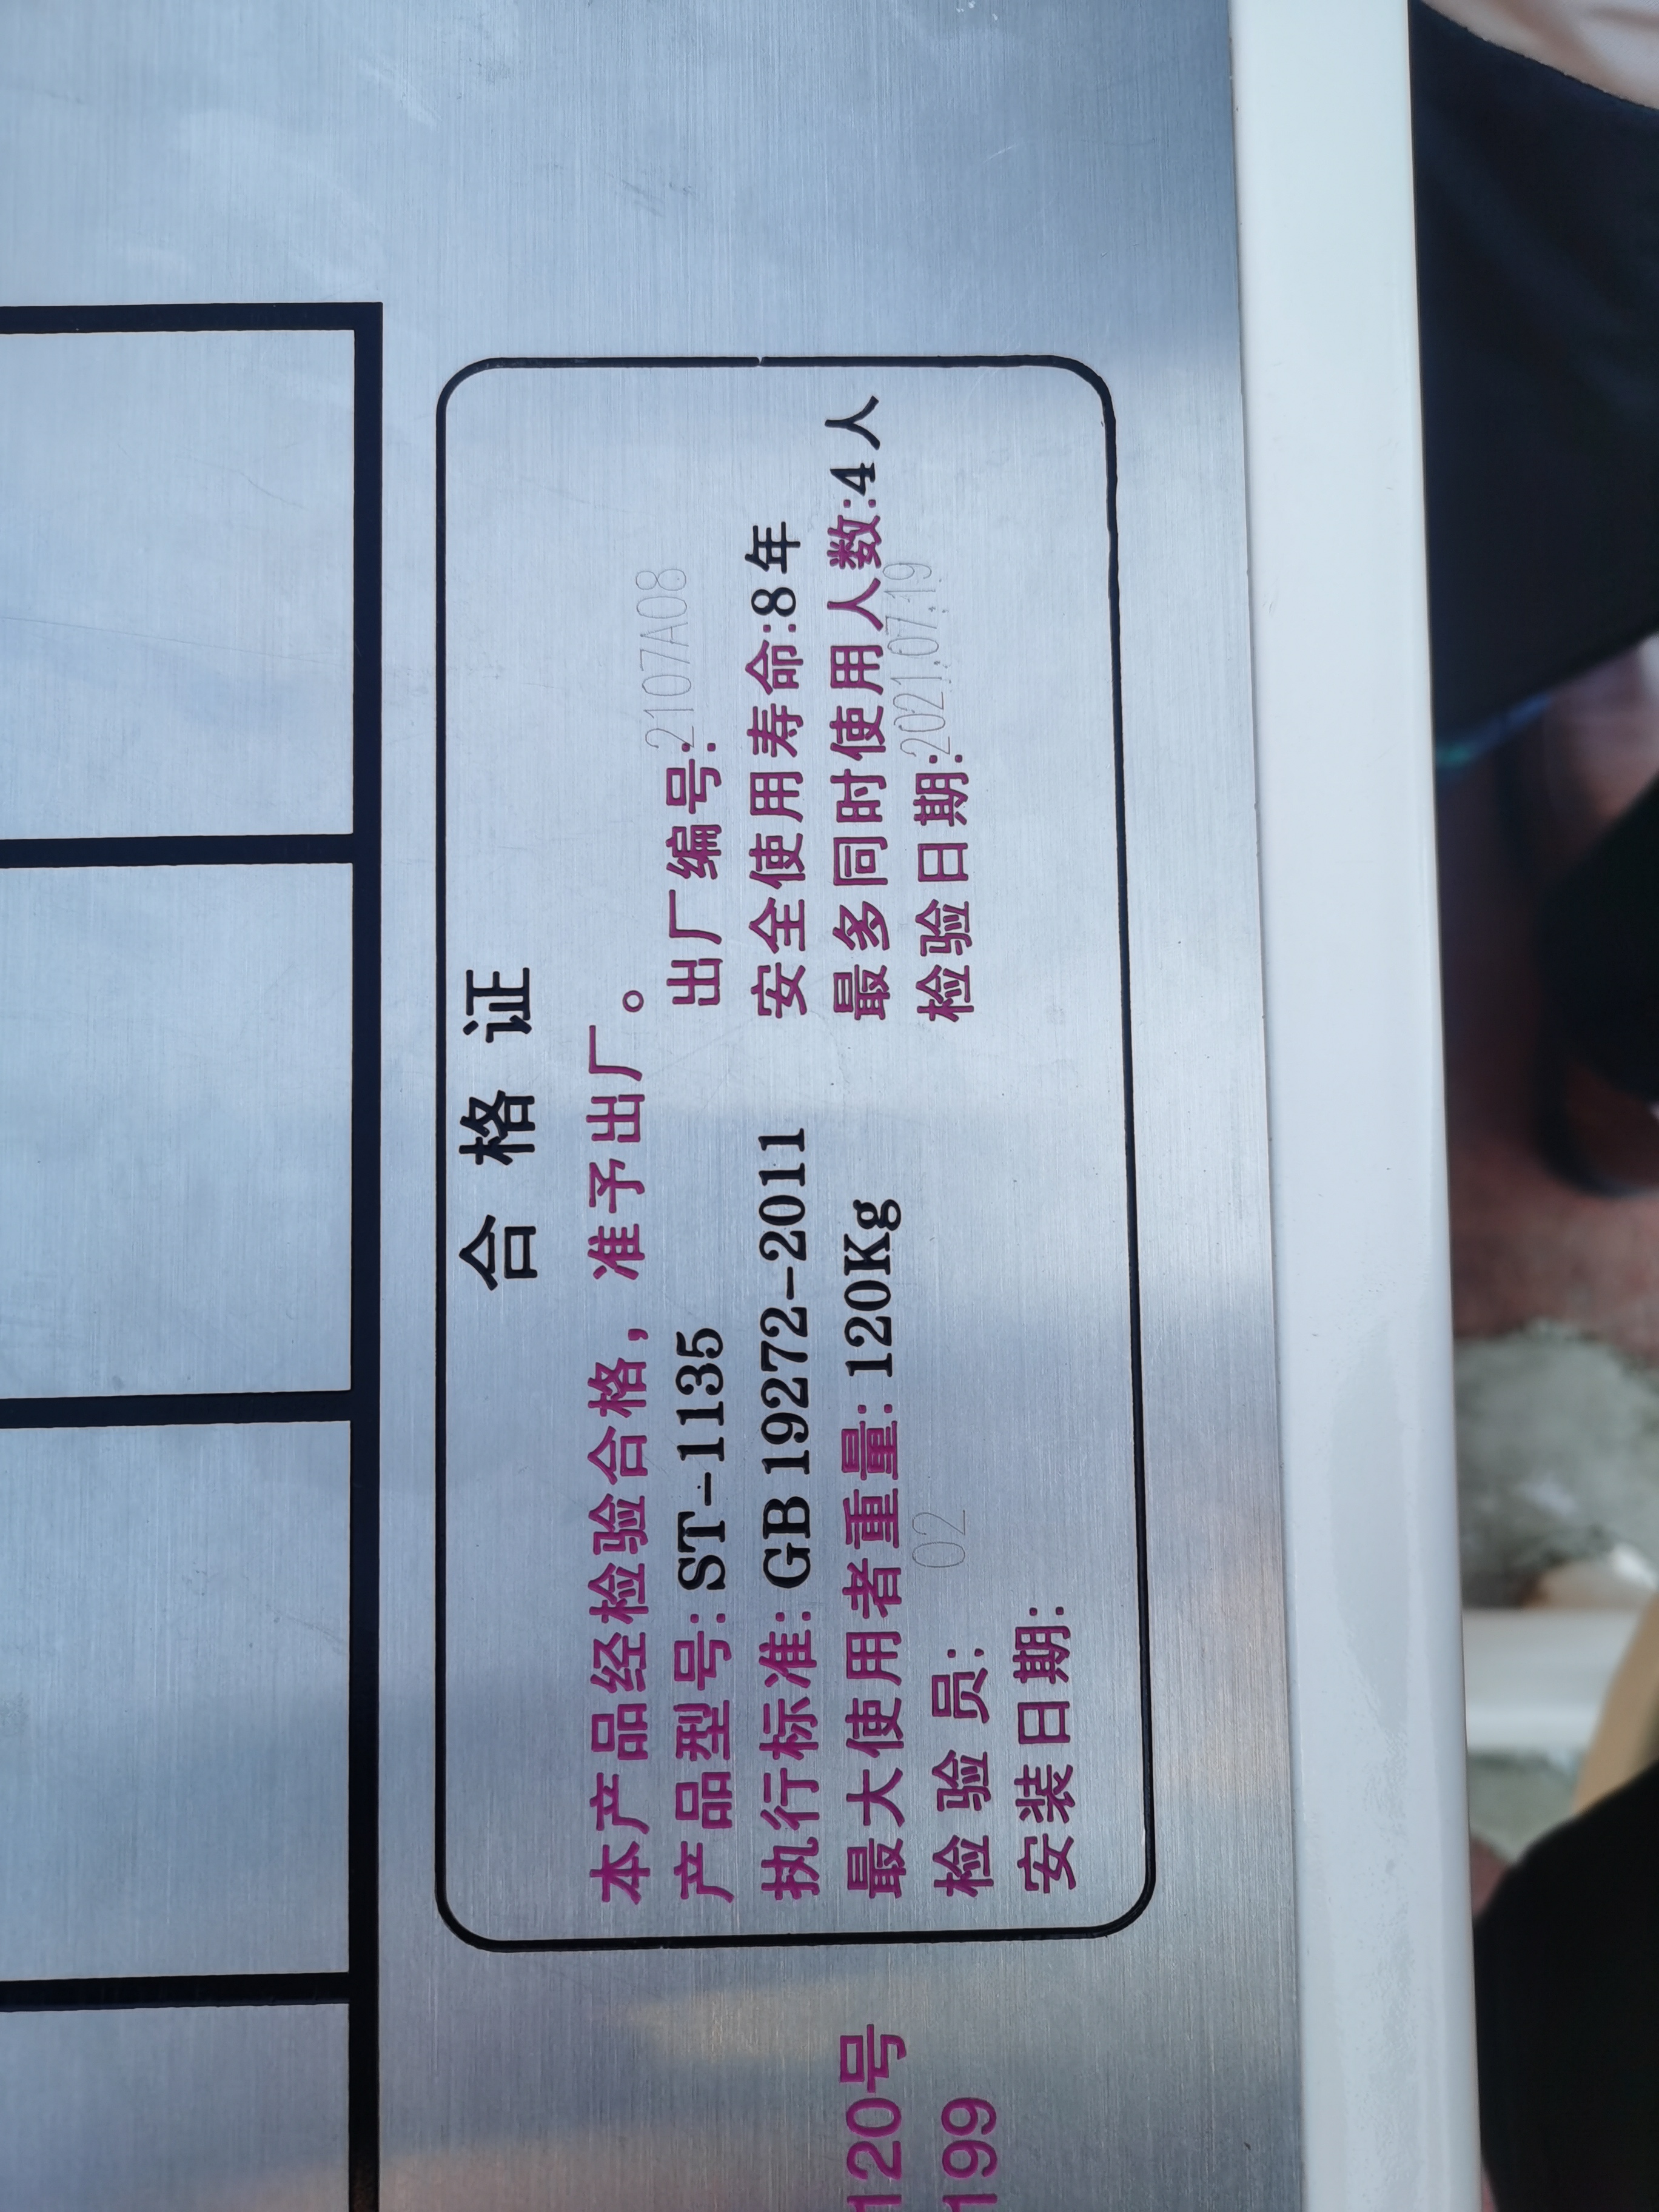 合格证
本产品经检验合格，准予出厂。
产品型号: ST-1135 出厂编号:2107A08
执行标准: GB 19272-2011 安全使用寿命:8年
最大使用者重量: 120Kg 最多同时使用人数:4人
检验员: 02 检验日期:2021.07.19
安装日期:
120号
199